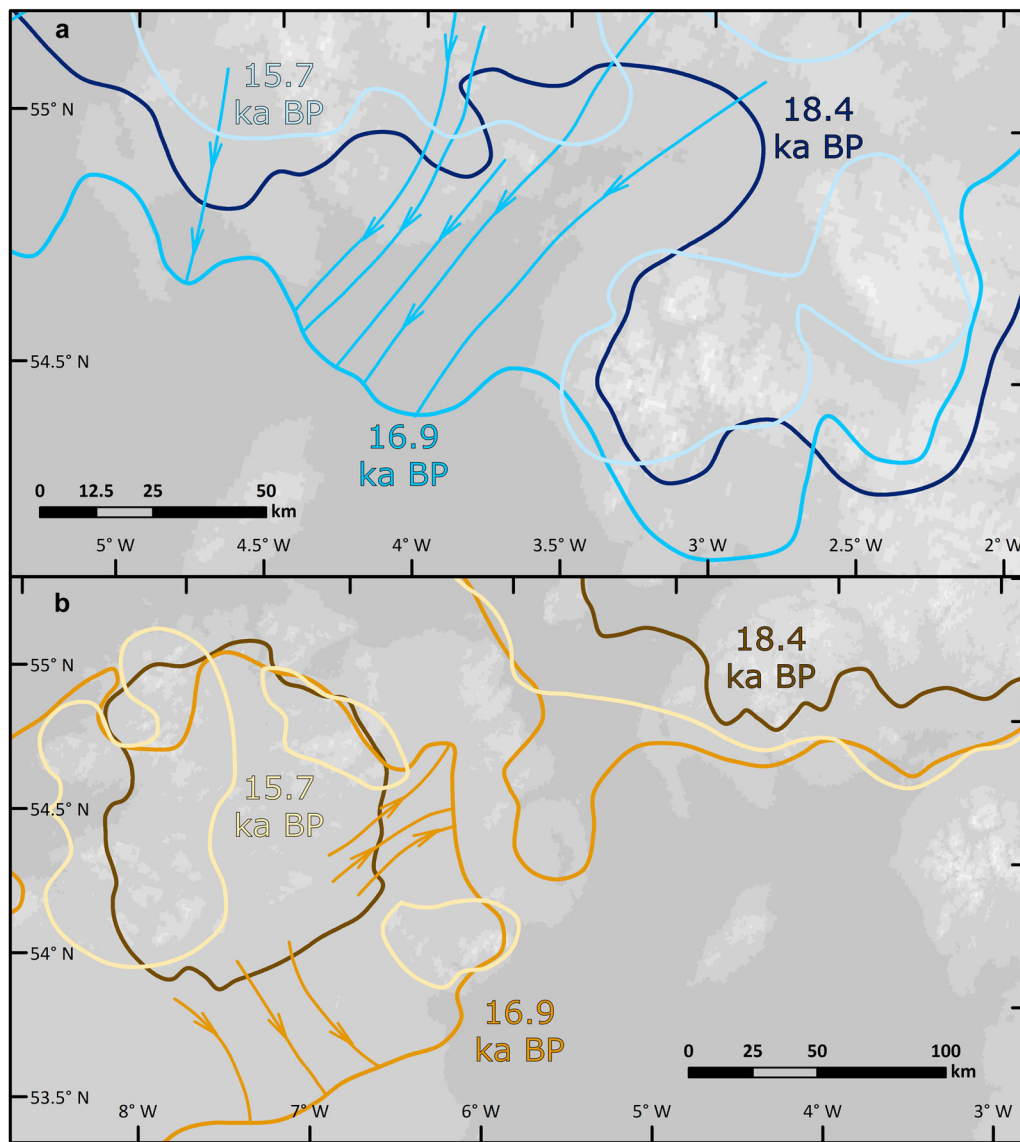 a
15.7
ka BP
55° N
18.4
ka BP
54.5° N
16.9
ka BP
0 12.5 25 50
km
5° W 4.5° W 4° W 3.5° W 3° W 2.5° W 2° W
b
18.4
ka BP
55° N
15.7
ka BP
54.5° N
54° N
16.9
ka BP
0 25 50 100
km
53.5° N
8° W 7° W 6° W 5° W 4° W 3° W